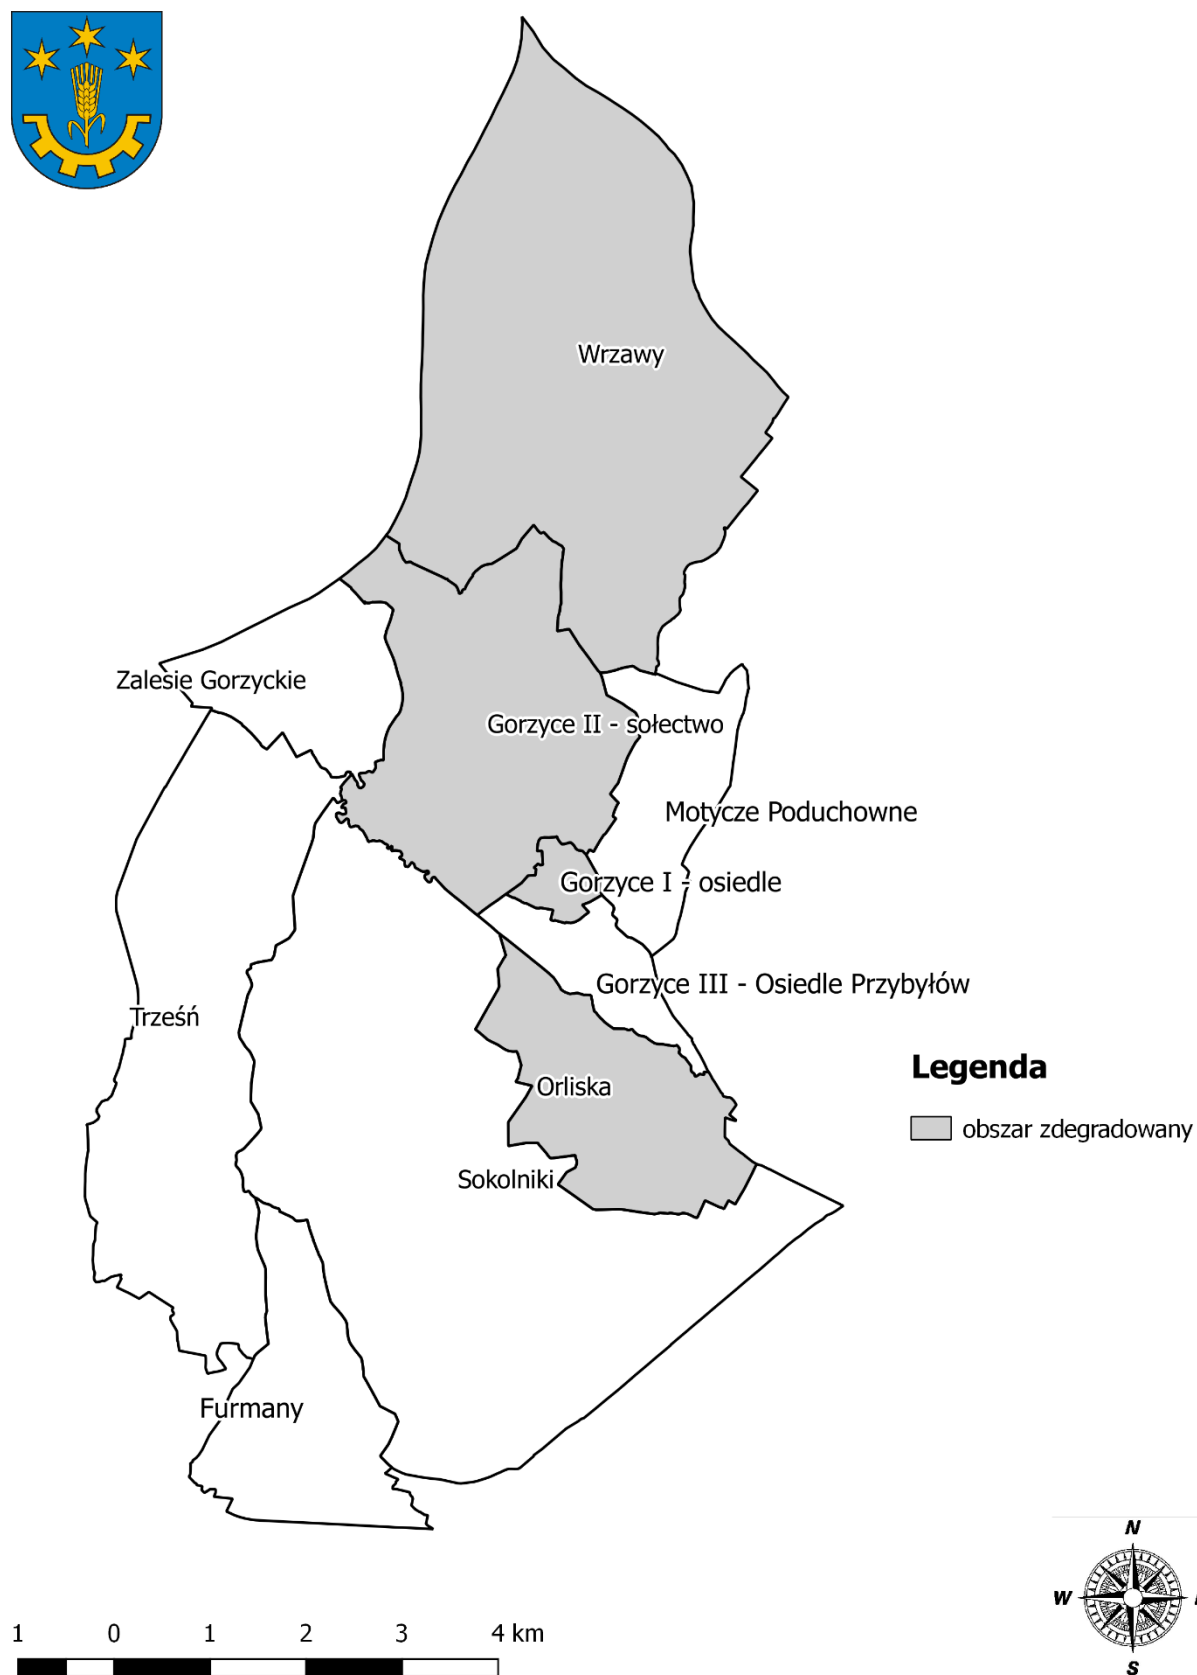 Wrzawy
Zalesie Gorzyckie
Gorzyce II - sołectwo
Motycze Poduchowne
Gorzyce I - osiedle
Gorzyce III - Osiedle Przybyłów
Trześń
Legenda
Orliska
obszar zdegradowany
Sokolniki
Furmany
N
W
S
1 0 1 2 3 4 km